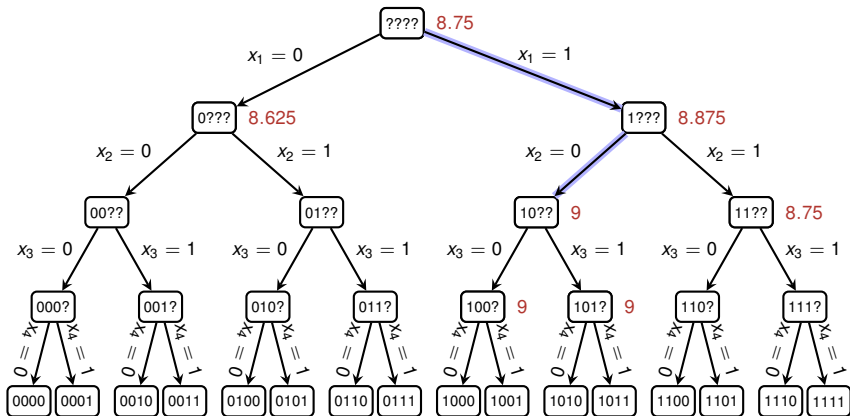 ???? 8.75
x₁ = 0 x₁ = 1
0??? 8.625 1??? 8.875
x₂ = 0 x₂ = 1 x₂ = 0 x₂ = 1
00?? 01?? 10?? 9 11?? 8.75
x₃ = 0 x₃ = 1 x₃ = 0 x₃ = 1 x₃ = 0 x₃ = 1 x₃ = 0 x₃ = 1
000? 001? 010? 011? 100? 9 101? 9 110? 111?
x₄ = 0 x₄ = 1 x₄ = 0 x₄ = 1 x₄ = 0 x₄ = 1 x₄ = 0 x₄ = 1 x₄ = 0 x₄ = 1 x₄ = 0 x₄ = 1 x₄ = 0 x₄ = 1 x₄ = 0 x₄ = 1
0000 0001 0010 0011 0100 0101 0110 0111 1000 1001 1010 1011 1100 1101 1110 1111